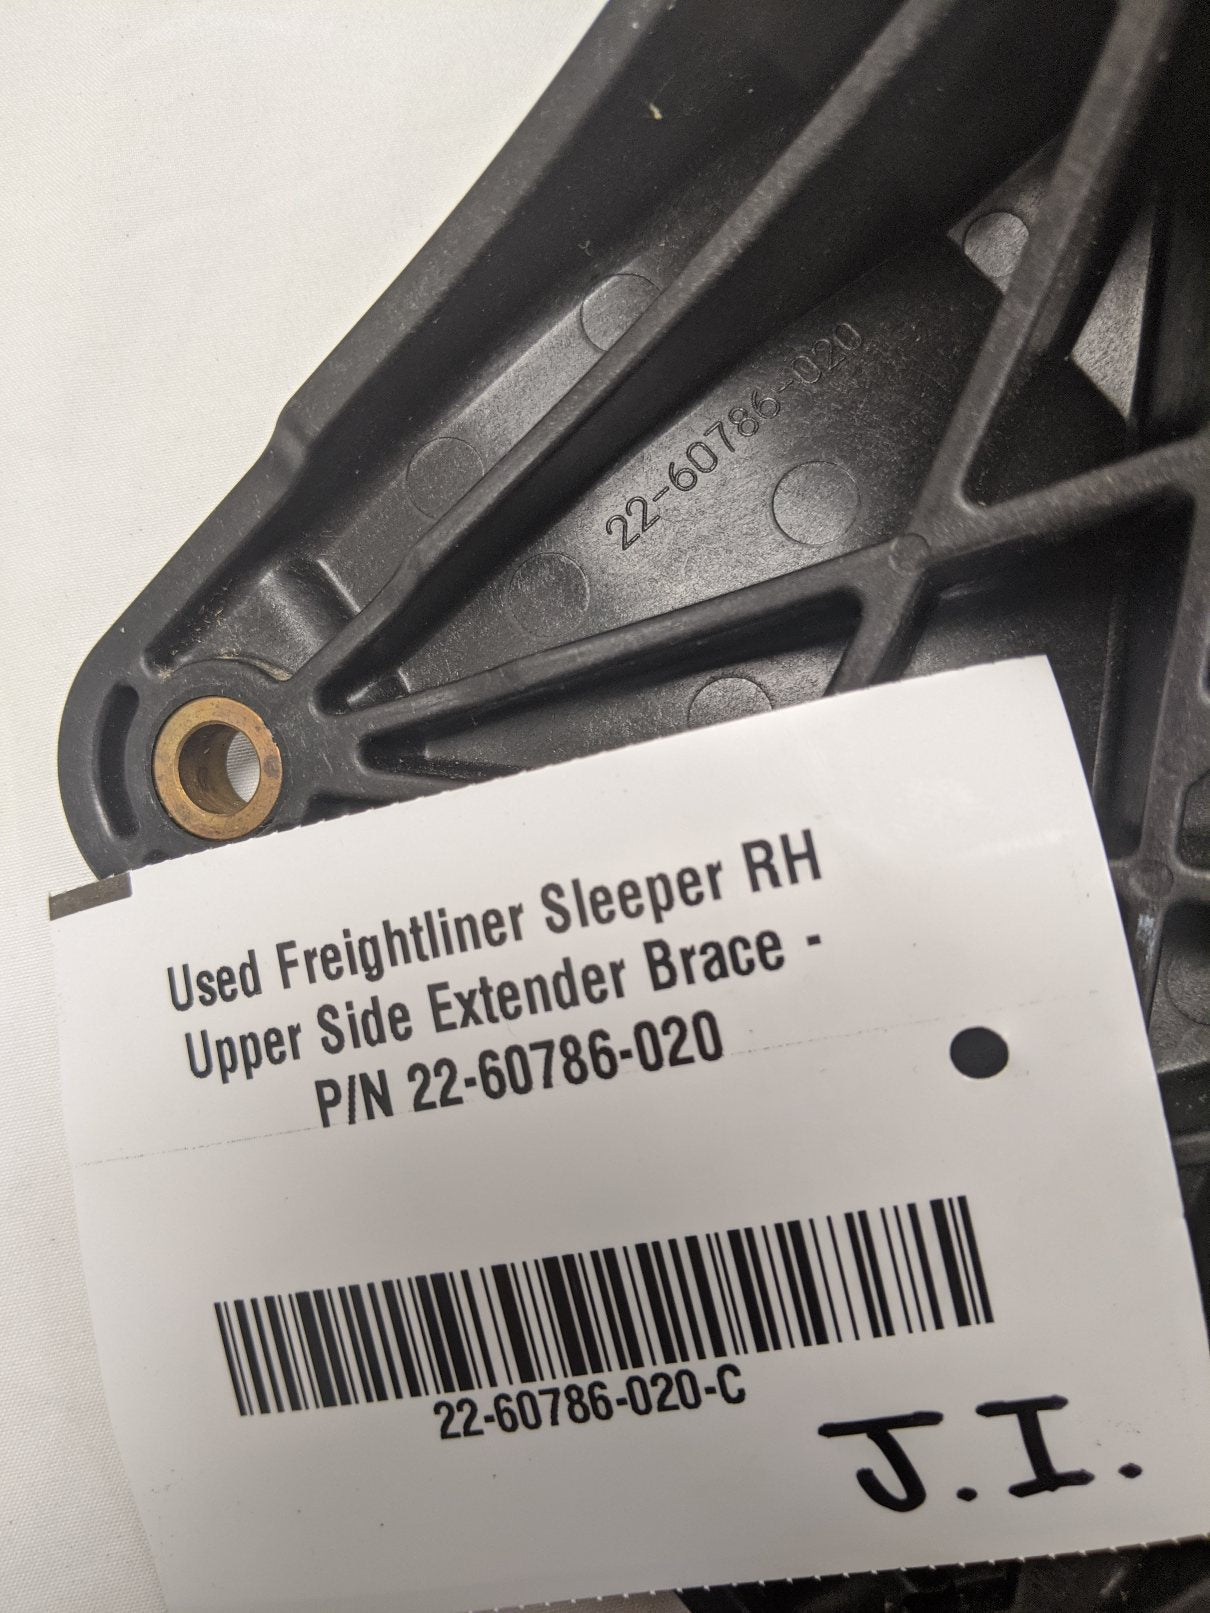 22-60786-020
Used Freightliner Sleeper RH
Upper Side Extender Brace -
P/N 22-60786-020
22-60786-020-C
J.I.